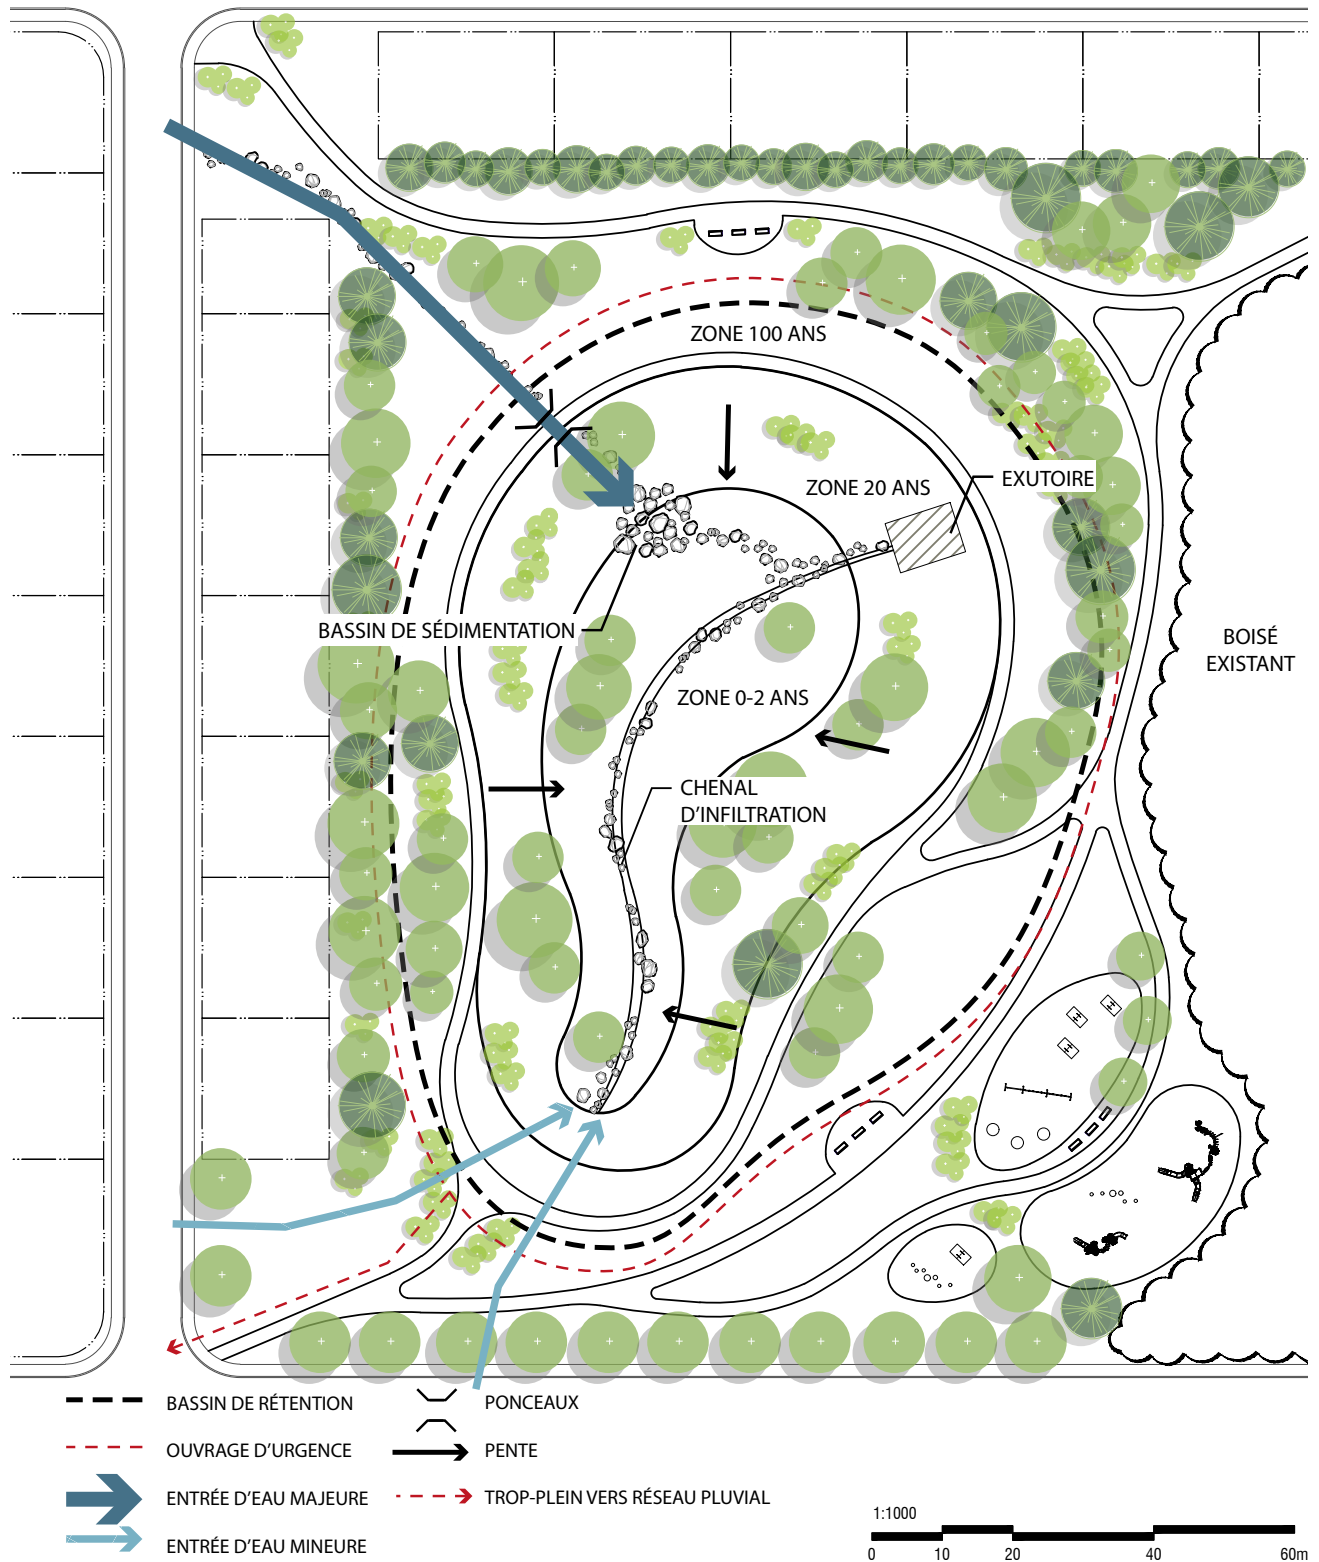 ZONE 100 ANS
ZONE 20 ANS
EXUTOIRE
BASSIN DE SÉDIMENTATION
BOISÉ
EXISTANT
ZONE 0-2 ANS
CHENAL
D'INFILTRATION
BASSIN DE RÉTENTION
PONCEAUX
OUVRAGE D'URGENCE
PENTE
ENTRÉE D'EAU MAJEURE
TROP-PLEIN VERS RÉSEAU PLUVIAL
ENTRÉE D'EAU MINEURE
1:1000
0 10 20 40 60m